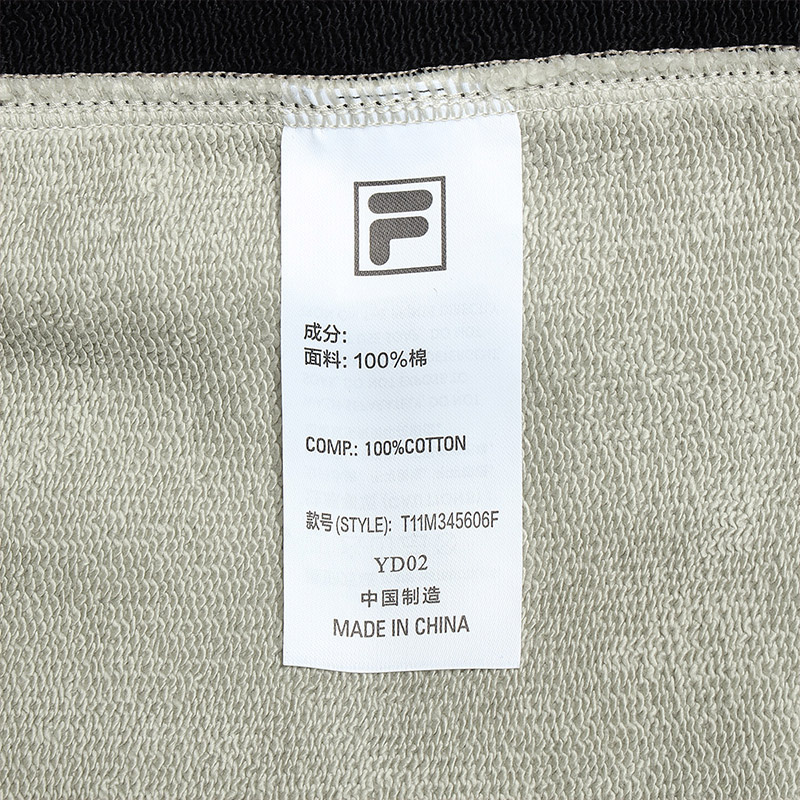 F
成分:
面料: 100%棉
COMP.: 100%COTTON
款号(STYLE): T11M345606F
YD02
中国制造
MADE IN CHINA